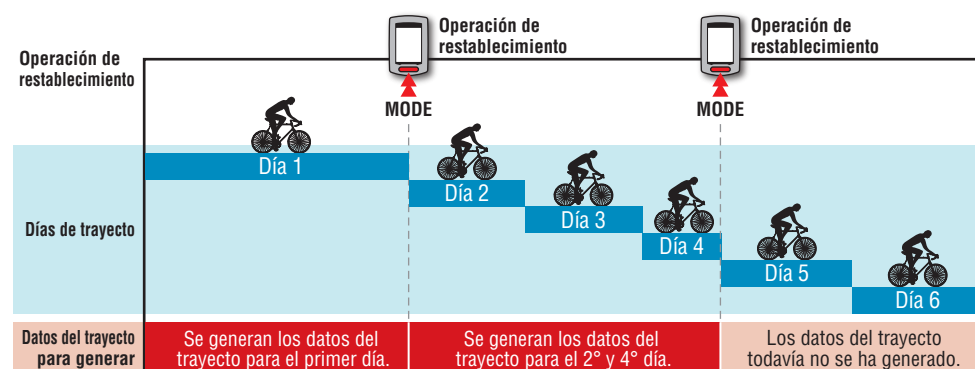 Operación de
restablecimiento
Operación de
restablecimiento
Operación de
restablecimiento
MODE
MODE
Días de trayecto
Día 1
Día 2
Día 3
Día 4
Día 5
Día 6
Datos del trayecto
para generar
Se generan los datos del
trayecto para el primer día.
Se generan los datos del
trayecto para el 2° y 4° día.
Los datos del trayecto
todavía no se ha generado.